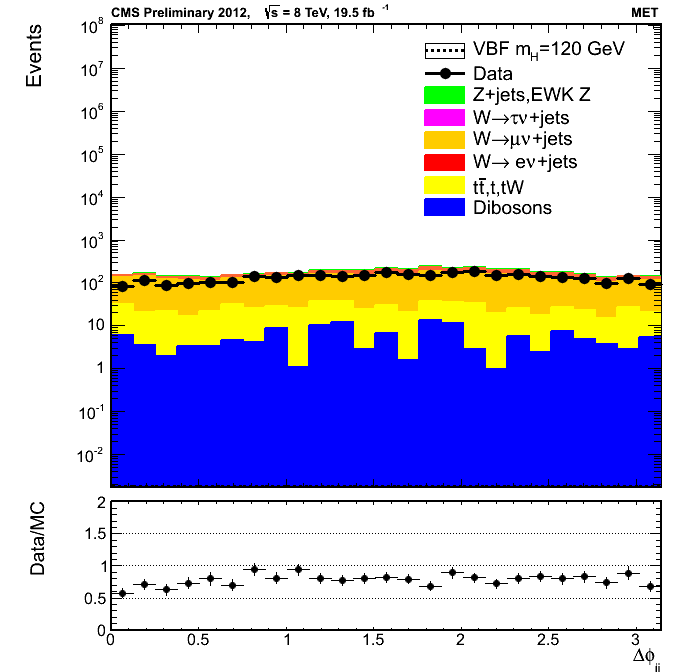 CMS Preliminary 2012, √s = 8 TeV, 19.5 fb⁻¹ MET
Events
10⁸
10⁷
10⁶
10⁵
10⁴
10³
10²
10
1
10⁻¹
10⁻²
VBF m_H=120 GeV
Data
Z+jets,EWK Z
W→τν+jets
W→μν+jets
W→ eν+jets
tt̄,t,tW
Dibosons
Data/MC
2
1.5
1
0.5
0
0 0.5 1 1.5 2 2.5 3
Δϕ_jj